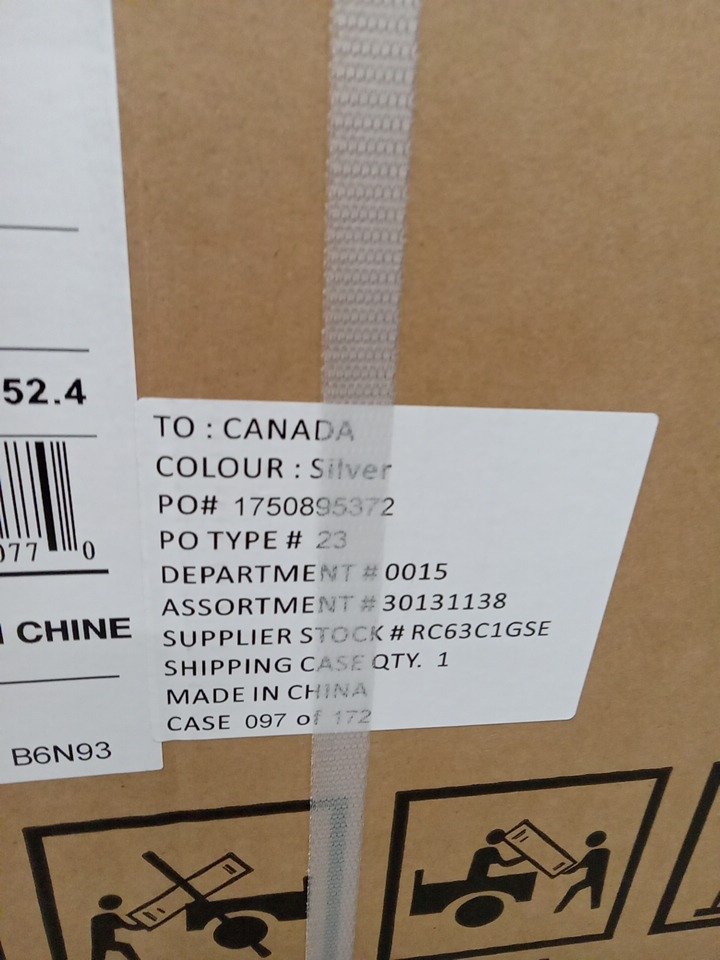 52.4
077 0
CHINE
B6N93
TO : CANADA
COLOUR : Silver
PO# 1750895372
PO TYPE # 23
DEPARTMENT # 0015
ASSORTMENT # 30131138
SUPPLIER STOCK # RC63C1GSE
SHIPPING CASE QTY. 1
MADE IN CHINA
CASE 097 of 172